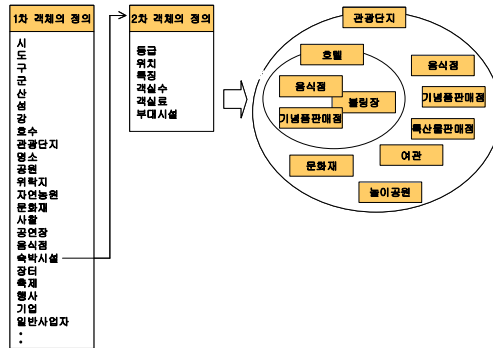 1차 객체의 정의
시
도
구
군
산
섬
강
호수
관광단지
명소
공원
위락지
자연농원
문화재
사찰
공연장
음식점
숙박시설
장터
축제
행사
기업
일반사업자
:
2차 객체의 정의
등급
위치
특징
객실수
객실료
부대시설
관광단지
호텔
음식점
볼링장
기념품판매점
음식점
기념품판매점
특산물판매점
여관
문화재
놀이공원